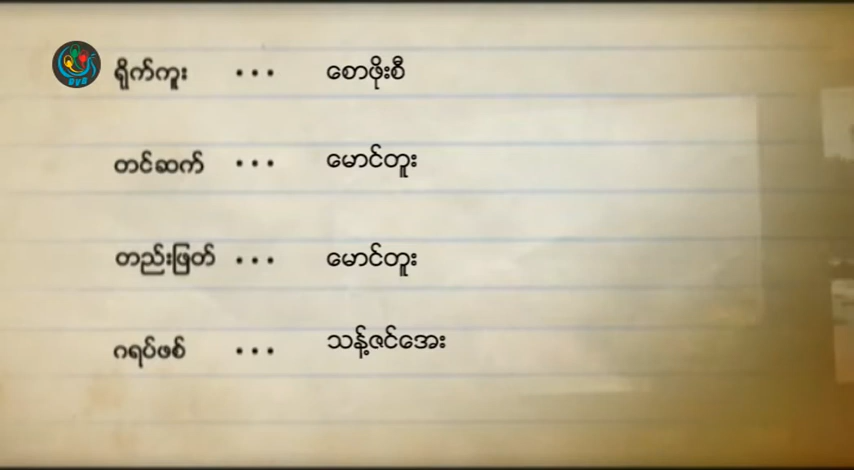 DVB
ရိုက်ကူး ••• စောဖိုးစီ
တင်ဆက် ••• မောင်တူး
တည်းဖြတ် ••• မောင်တူး
ဂရပ်ဖစ် ••• သန့်ဇင်အေး